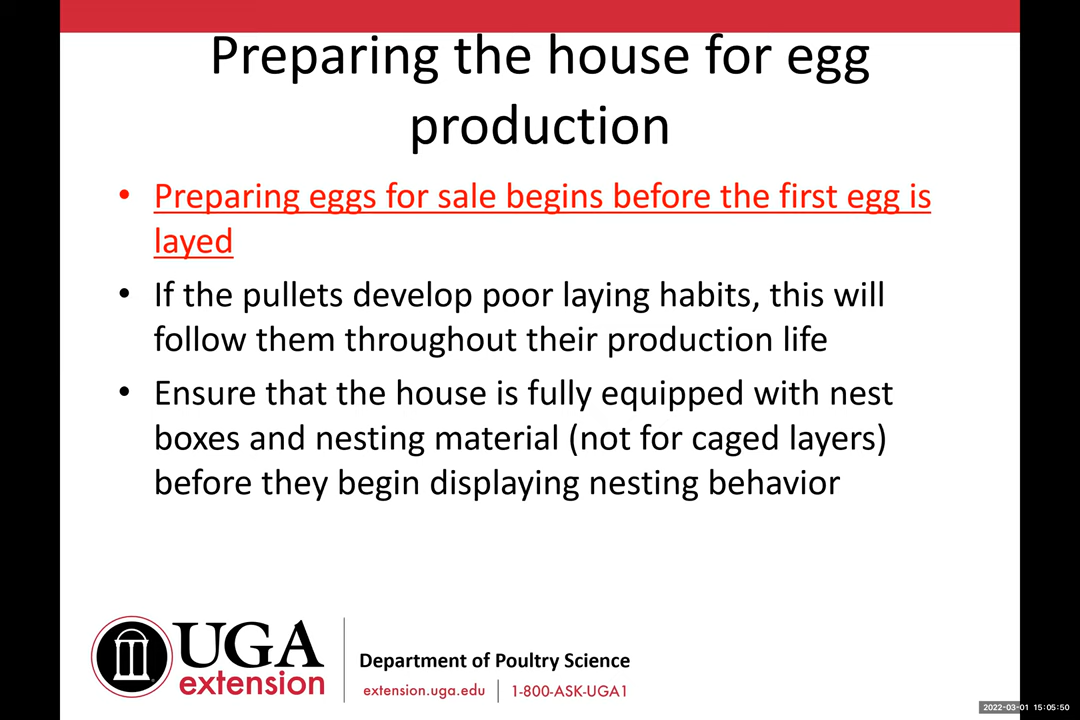 Preparing the house for egg
production
• Preparing eggs for sale begins before the first egg is
layed
• If the pullets develop poor laying habits, this will
follow them throughout their production life
• Ensure that the house is fully equipped with nest
boxes and nesting material (not for caged layers)
before they begin displaying nesting behavior
UGA
extension
Department of Poultry Science
extension.uga.edu | 1-800-ASK-UGA1
2022-03-01 15:05:50